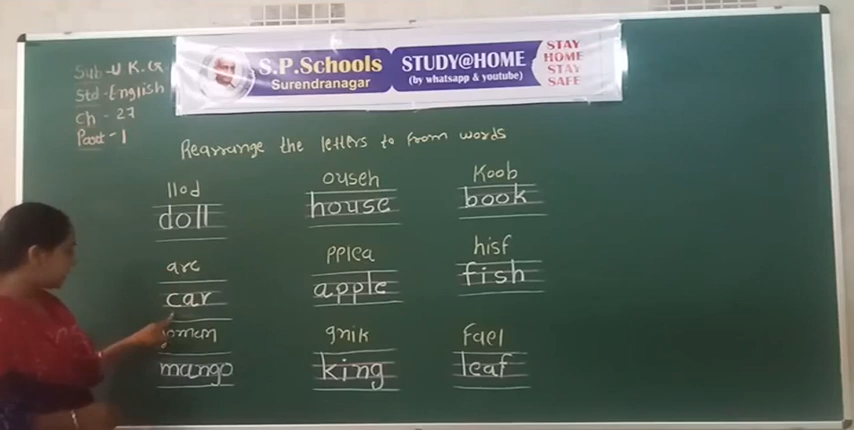 S.P.Schools
Surendranagar
STUDY@HOME
(by whatsapp & youtube)
STAY
HOME
STAY
SAFE
Sub-U K.G
Std-English
Ch - 27
Part - 1
Rearrange the letters to from words
llod
doll
ouseh
house
Koob
book
arc
car
PPlea
apple
hisf
fish
mango
gnik
king
Fael
leaf